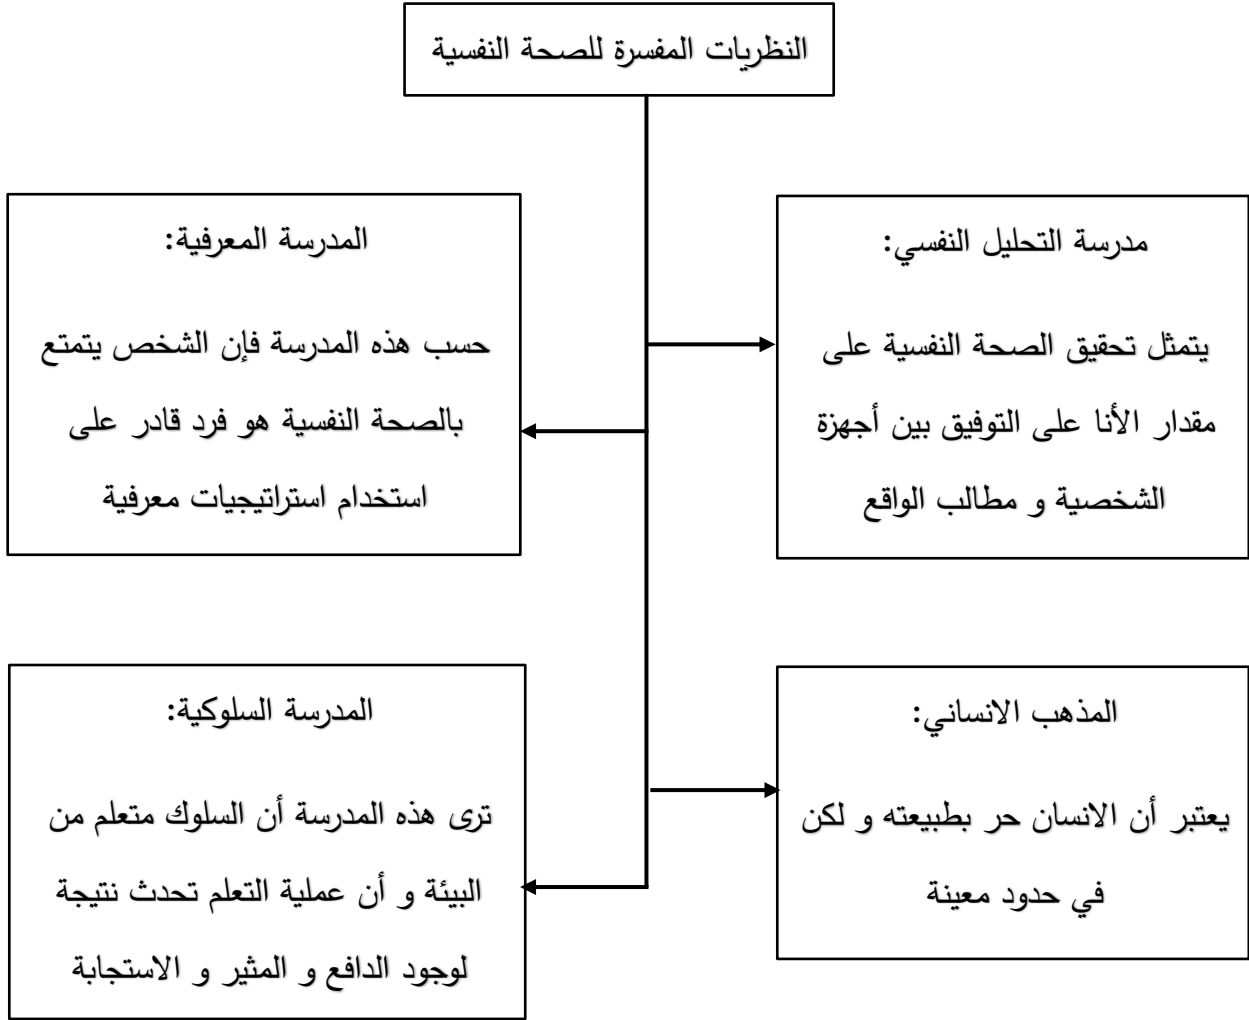 النظريات المفسرة للصحة النفسية
مدرسة التحليل النفسي:
يتمثل تحقيق الصحة النفسية على
مقدار الأنا على التوفيق بين أجهزة
الشخصية و مطالب الواقع
المدرسة المعرفية:
حسب هذه المدرسة فإن الشخص يتمتع
بالصحة النفسية هو فرد قادر على
استخدام استراتيجيات معرفية
المذهب الانساني:
يعتبر أن الانسان حر بطبيعته و لكن
في حدود معينة
المدرسة السلوكية:
ترى هذه المدرسة أن السلوك متعلم من
البيئة و أن عملية التعلم تحدث نتيجة
لوجود الدافع و المثير و الاستجابة